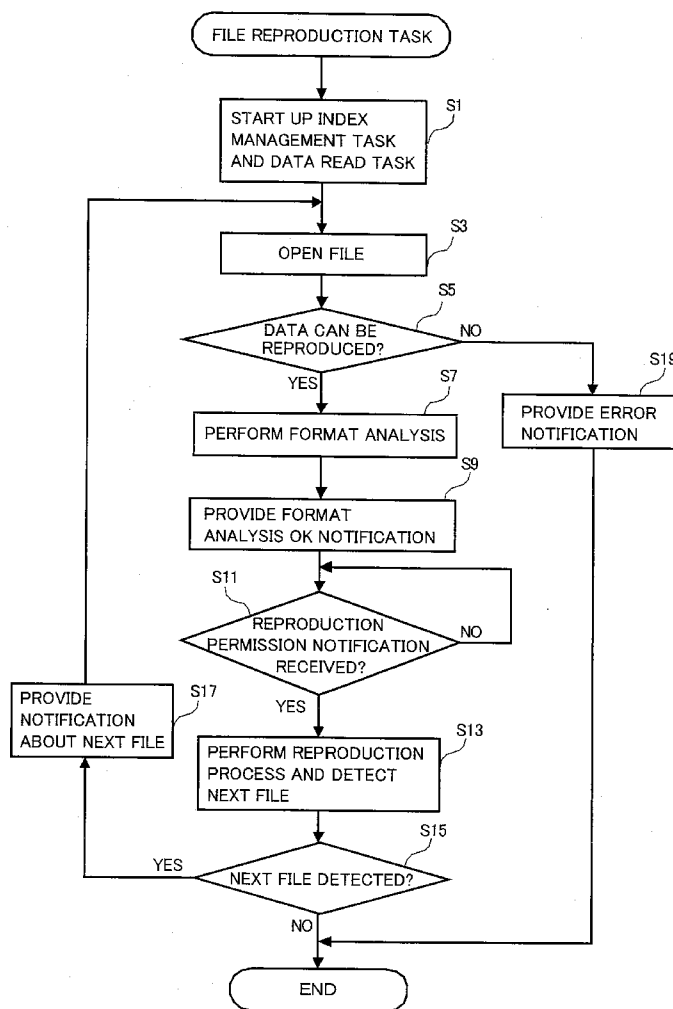 FILE REPRODUCTION TASK
S1
START UP INDEX
MANAGEMENT TASK
AND DATA READ TASK
S3
OPEN FILE
S5
DATA CAN BE
REPRODUCED?
NO
YES
S19
PROVIDE ERROR
NOTIFICATION
S7
PERFORM FORMAT ANALYSIS
S9
PROVIDE FORMAT
ANALYSIS OK NOTIFICATION
S11
REPRODUCTION
PERMISSION NOTIFICATION
RECEIVED?
NO
YES
S17
PROVIDE
NOTIFICATION
ABOUT NEXT FILE
S13
PERFORM REPRODUCTION
PROCESS AND DETECT
NEXT FILE
S15
YES
NEXT FILE DETECTED?
NO
END